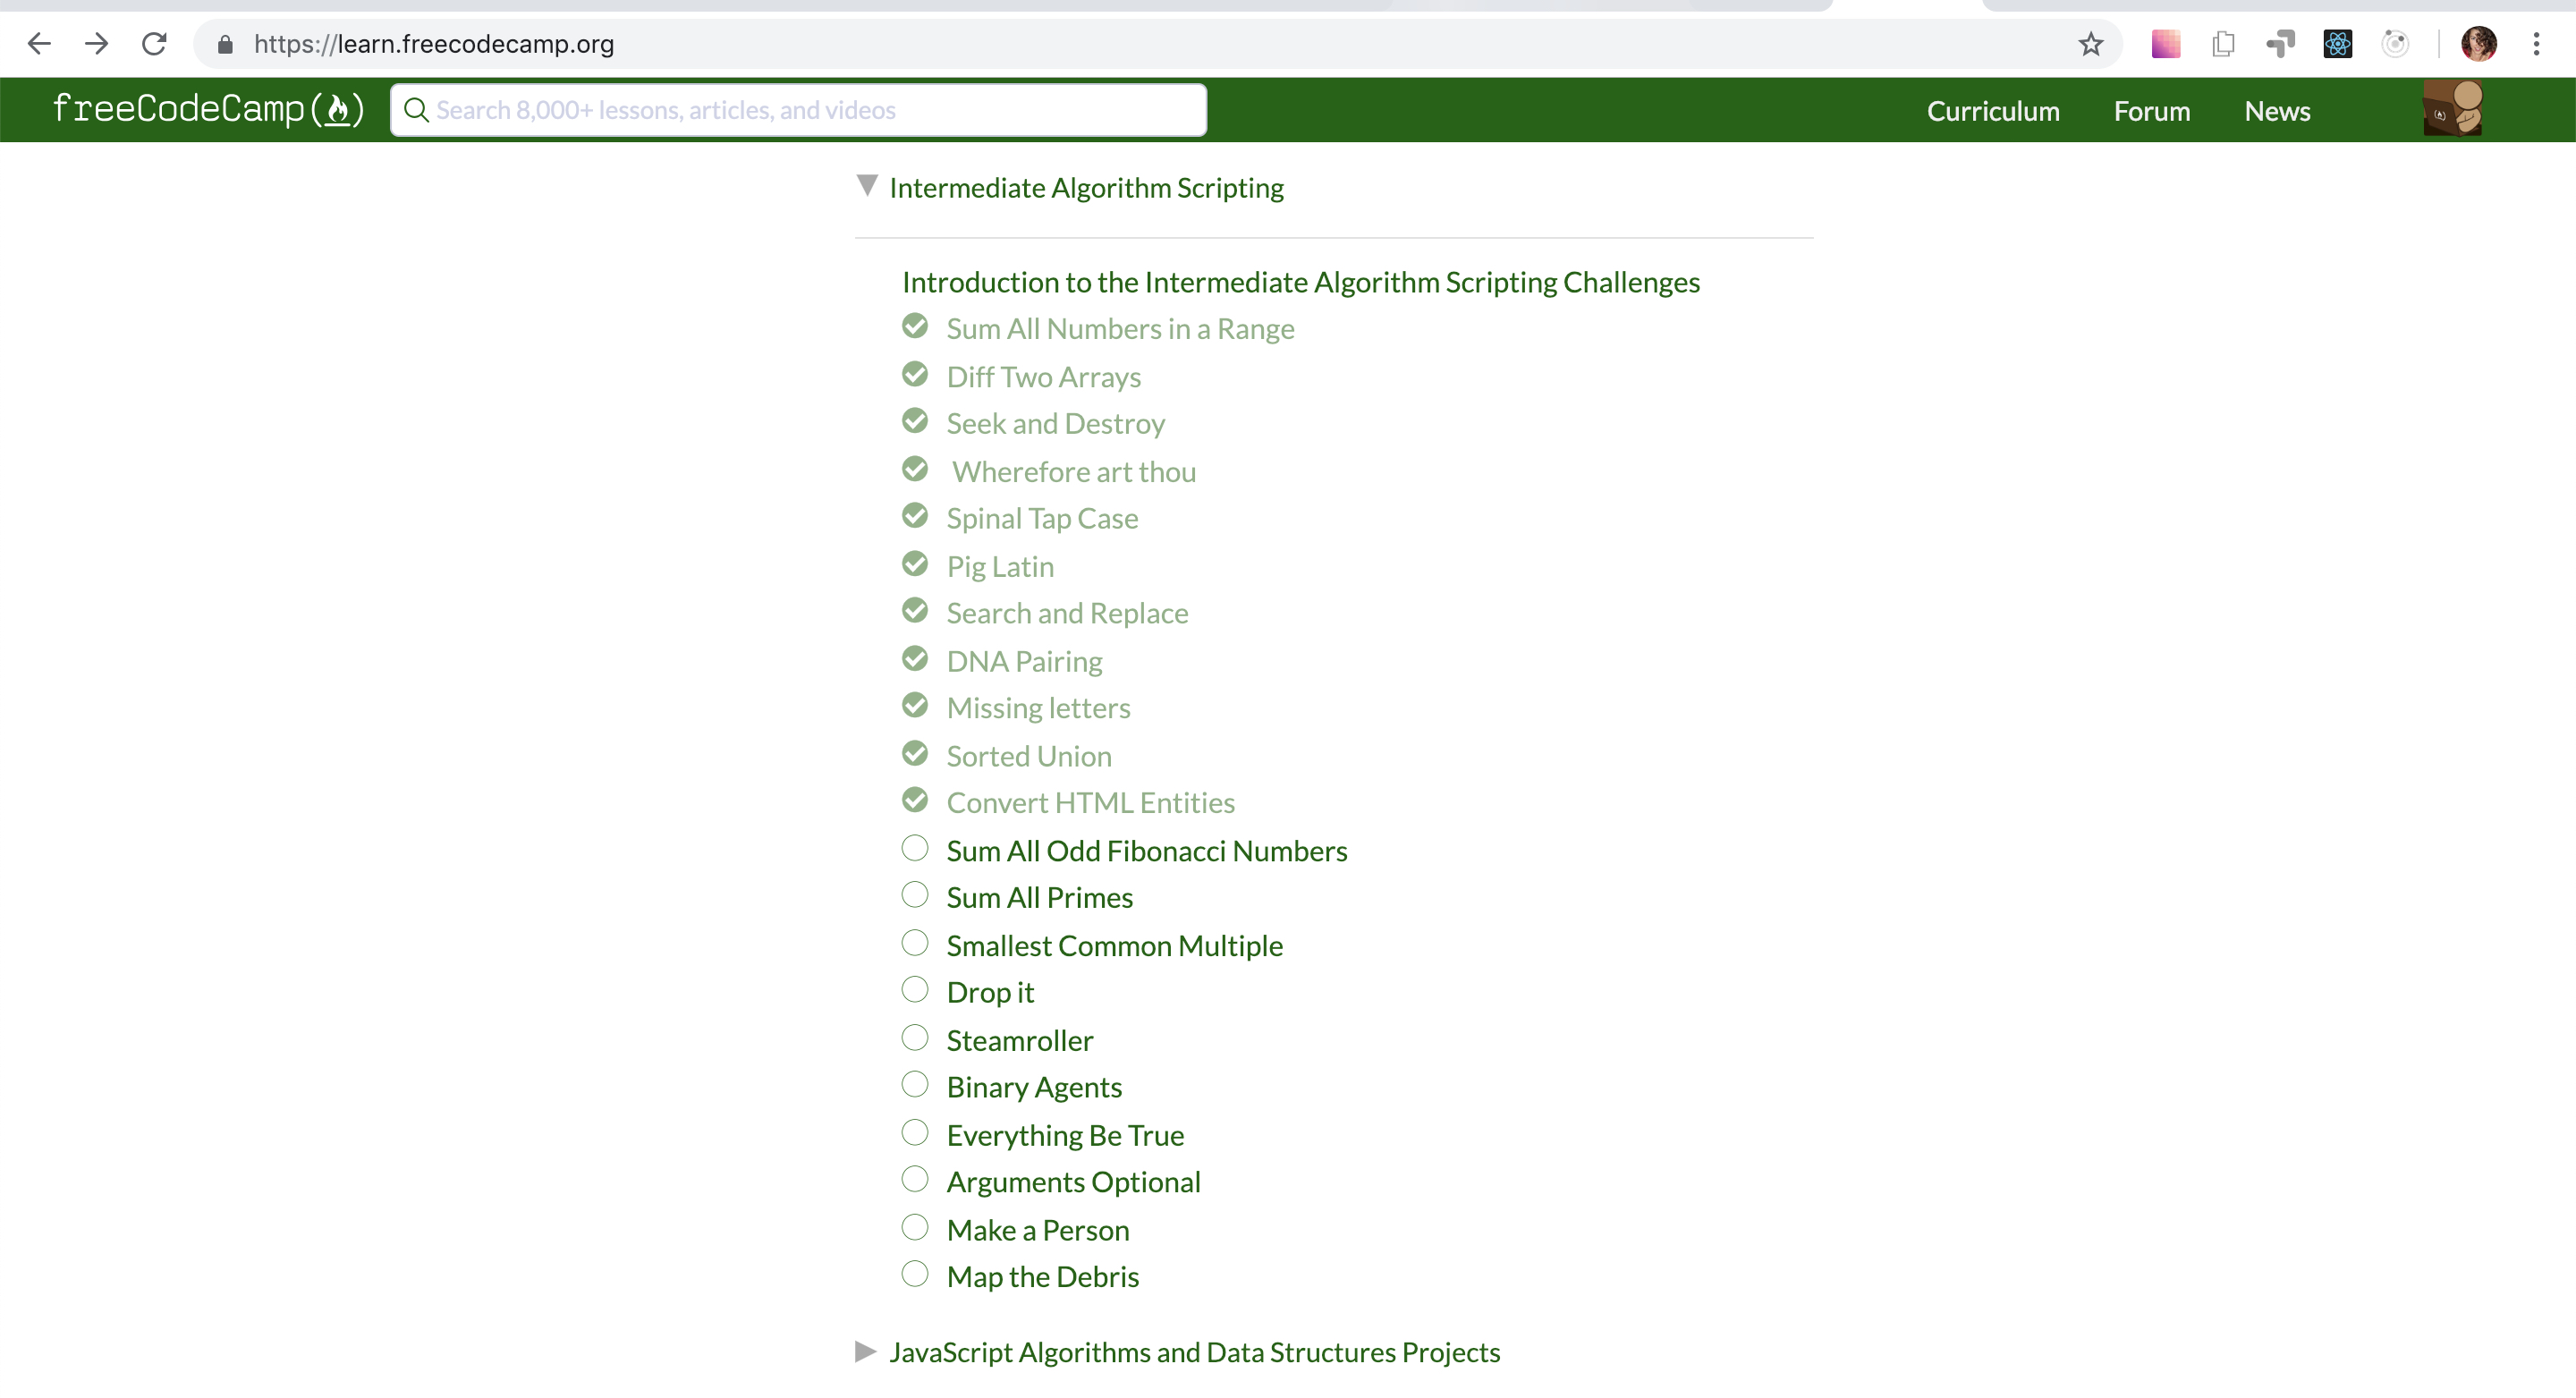 https://learn.freecodecamp.org
freeCodeCamp(🔥)
Search 8,000+ lessons, articles, and videos
Curriculum
Forum
News
Intermediate Algorithm Scripting
Introduction to the Intermediate Algorithm Scripting Challenges
Sum All Numbers in a Range
Diff Two Arrays
Seek and Destroy
Wherefore art thou
Spinal Tap Case
Pig Latin
Search and Replace
DNA Pairing
Missing letters
Sorted Union
Convert HTML Entities
Sum All Odd Fibonacci Numbers
Sum All Primes
Smallest Common Multiple
Drop it
Steamroller
Binary Agents
Everything Be True
Arguments Optional
Make a Person
Map the Debris
JavaScript Algorithms and Data Structures Projects